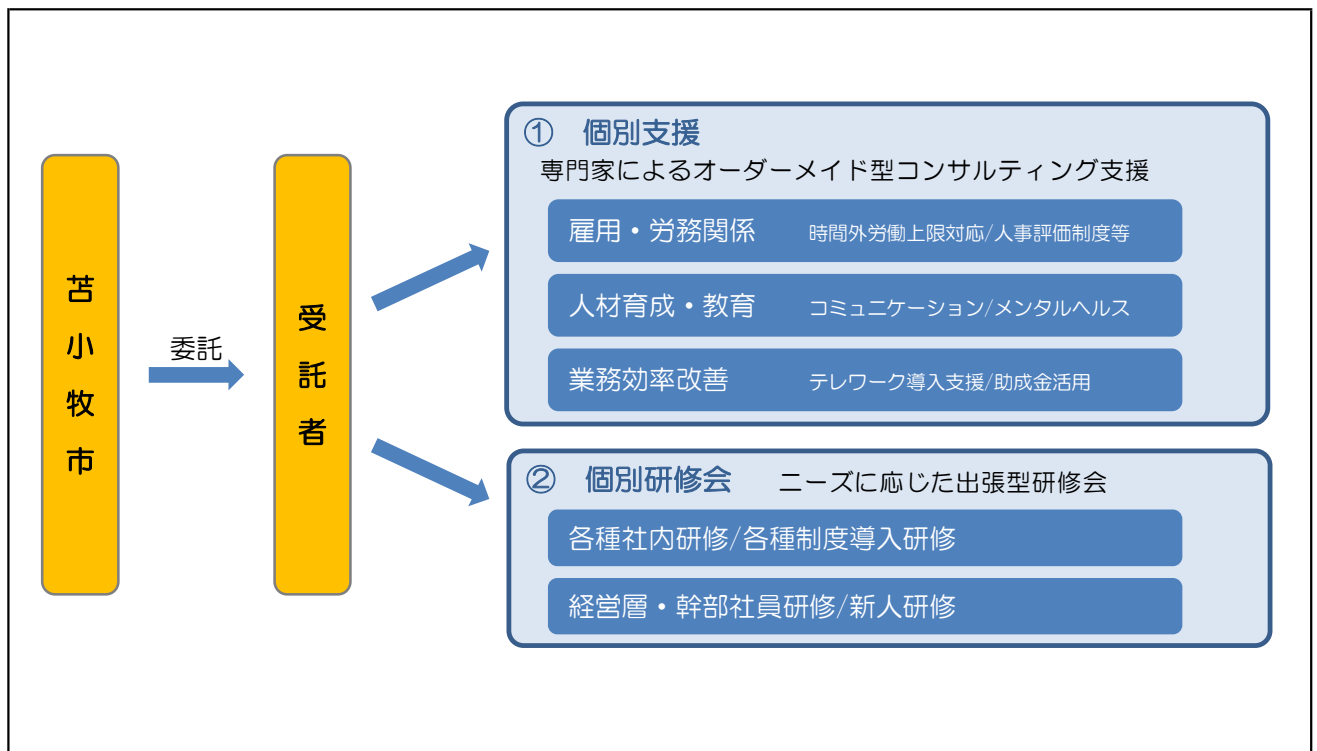 苫小牧市
委託
受託者
① 個別支援
専門家によるオーダーメイド型コンサルティング支援
雇用・労務関係 時間外労働上限対応/人事評価制度等
人材育成・教育 コミュニケーション/メンタルヘルス
業務効率改善 テレワーク導入支援/助成金活用
② 個別研修会 ニーズに応じた出張型研修会
各種社内研修/各種制度導入研修
経営層・幹部社員研修/新人研修